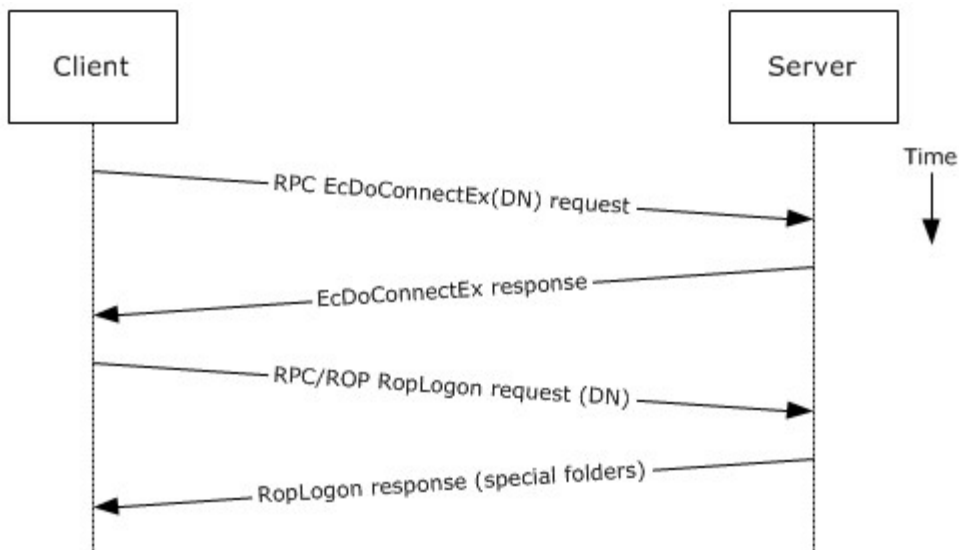 Client
Server
Time
RPC EcDoConnectEx(DN) request
EcDoConnectEx response
RPC/ROP RopLogon request (DN)
RopLogon response (special folders)